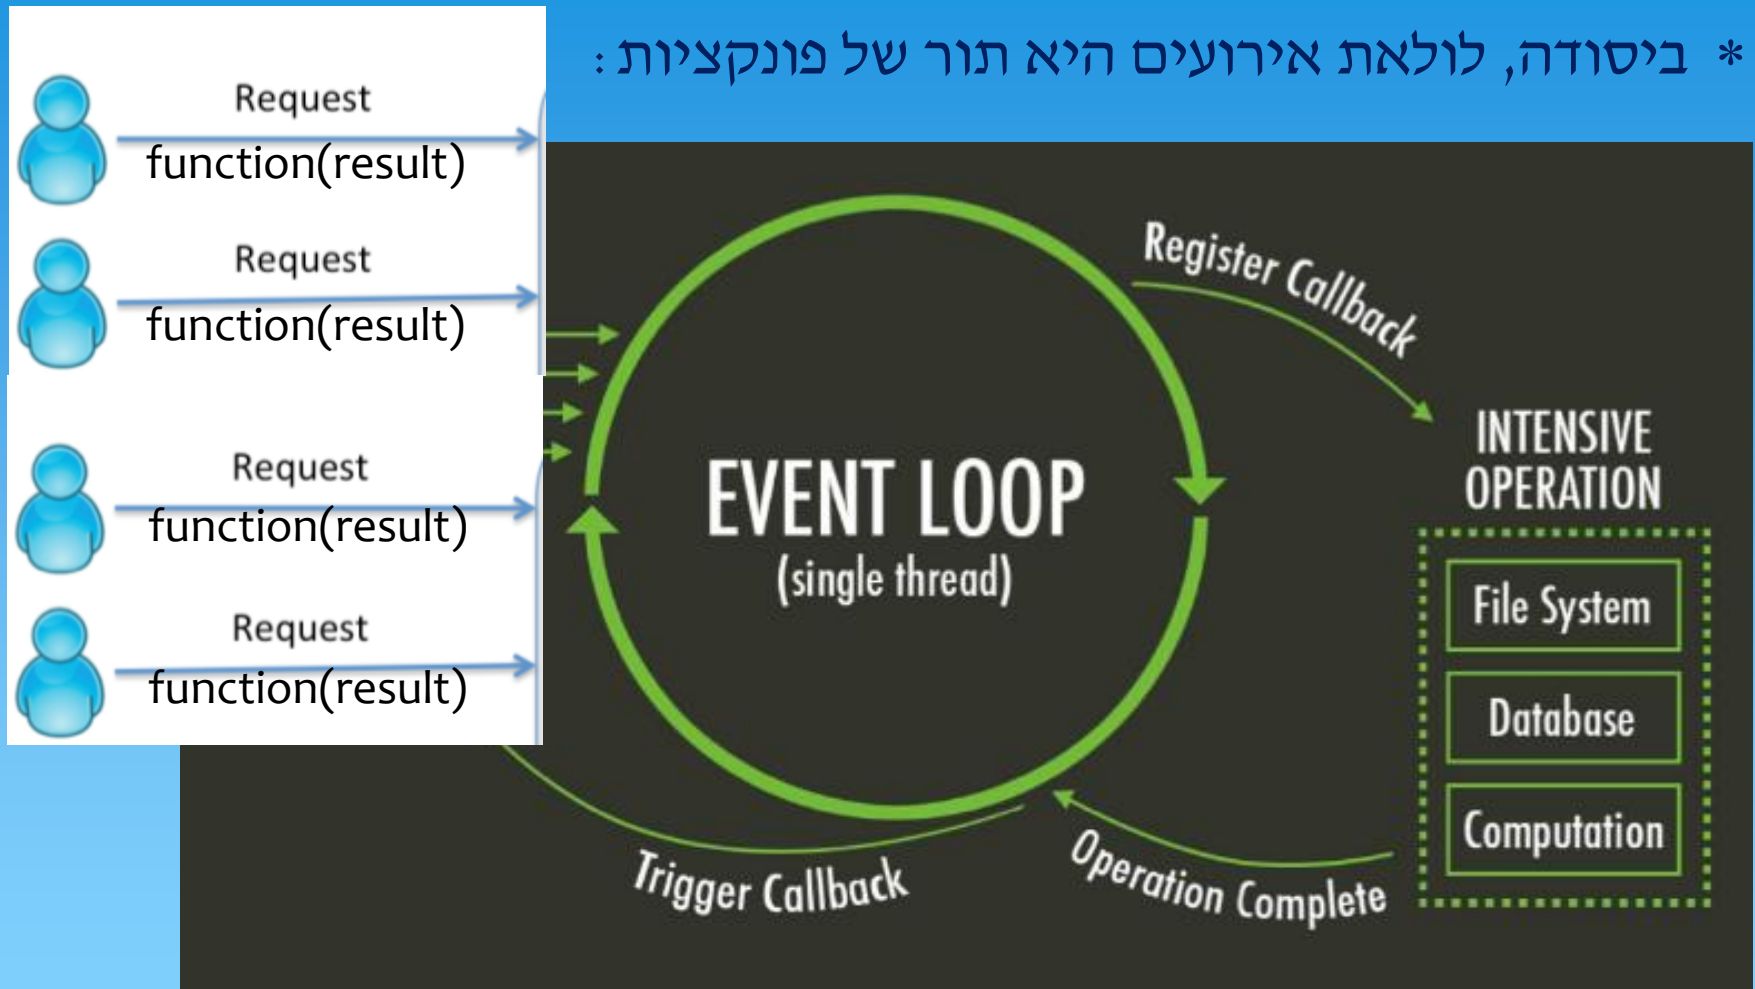 * ביסודה, לולאת אירועים היא תור של פונקציות :
Request
function(result)
Request
function(result)
Request
function(result)
Request
function(result)
Register Callback
EVENT LOOP
(single thread)
INTENSIVE
OPERATION
File System
Database
Computation
Operation Complete
Trigger Callback